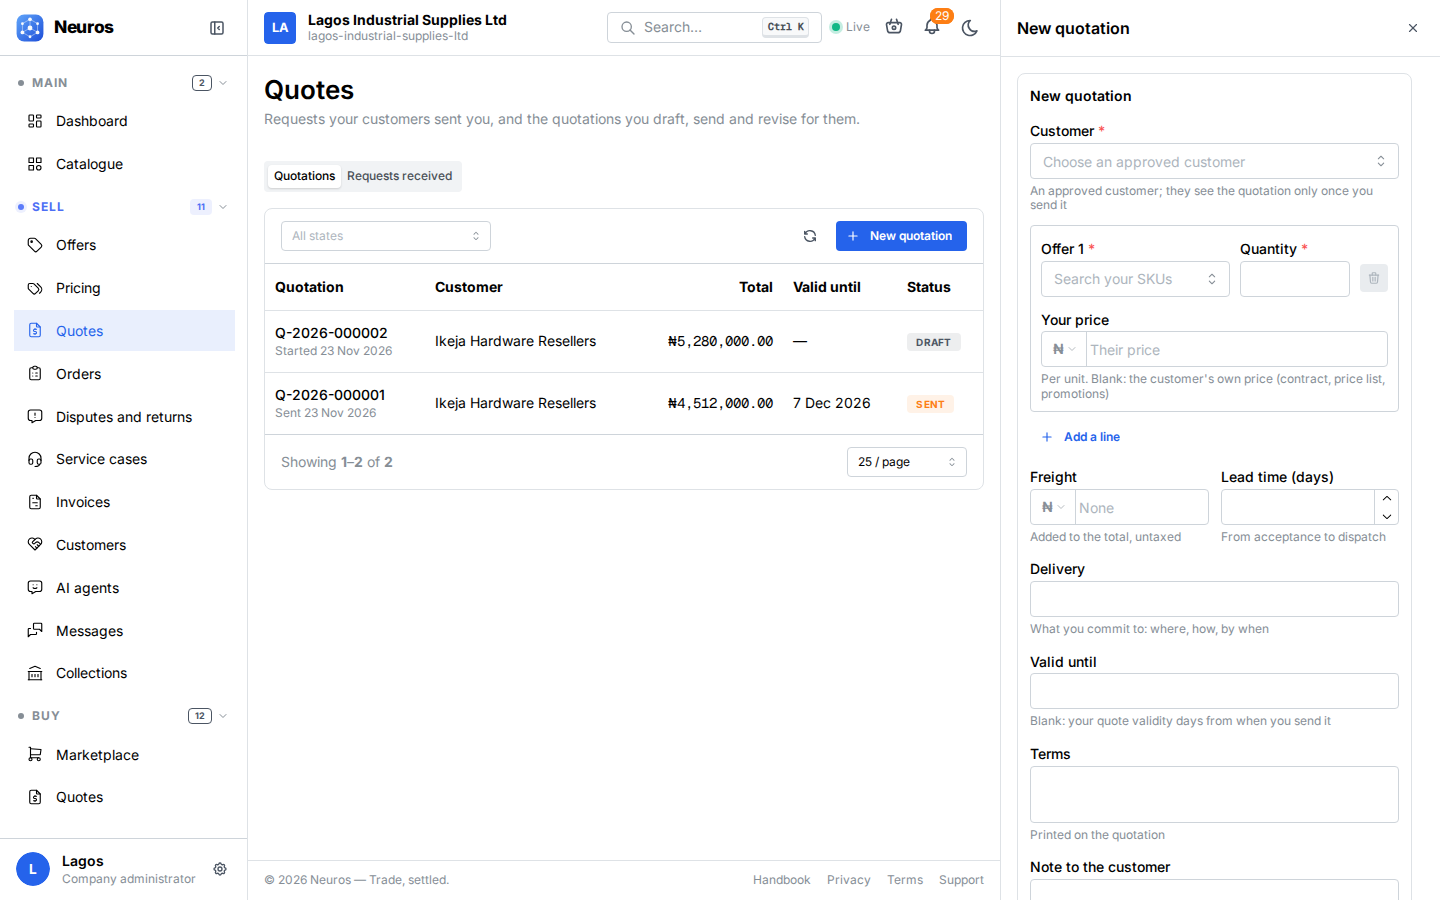 Neuros
MAIN
2
Dashboard
Catalogue
SELL
11
Offers
Pricing
Quotes
Orders
Disputes and returns
Service cases
Invoices
Customers
AI agents
Messages
Collections
BUY
12
Marketplace
Quotes
L
Lagos
Company administrator
LA
Lagos Industrial Supplies Ltd
lagos-industrial-supplies-ltd
Search...
Ctrl K
Live
29
Quotes
Requests your customers sent you, and the quotations you draft, send and revise for them.
Quotations
Requests received
All states
New quotation
Quotation Customer Total Valid until Status
Q-2026-000002
Started 23 Nov 2026
Ikeja Hardware Resellers
₦5,280,000.00
—
DRAFT
Q-2026-000001
Sent 23 Nov 2026
Ikeja Hardware Resellers
₦4,512,000.00
7 Dec 2026
SENT
Showing 1–2 of 2
25 / page
© 2026 Neuros — Trade, settled.
Handbook Privacy Terms Support
New quotation
New quotation
Customer *
Choose an approved customer
An approved customer; they see the quotation only once you
send it
Offer 1 *
Search your SKUs
Quantity *
Your price
₦
Their price
Per unit. Blank: the customer's own price (contract, price list,
promotions)
Add a line
Freight
₦
None
Added to the total, untaxed
Lead time (days)
From acceptance to dispatch
Delivery
What you commit to: where, how, by when
Valid until
Blank: your quote validity days from when you send it
Terms
Printed on the quotation
Note to the customer